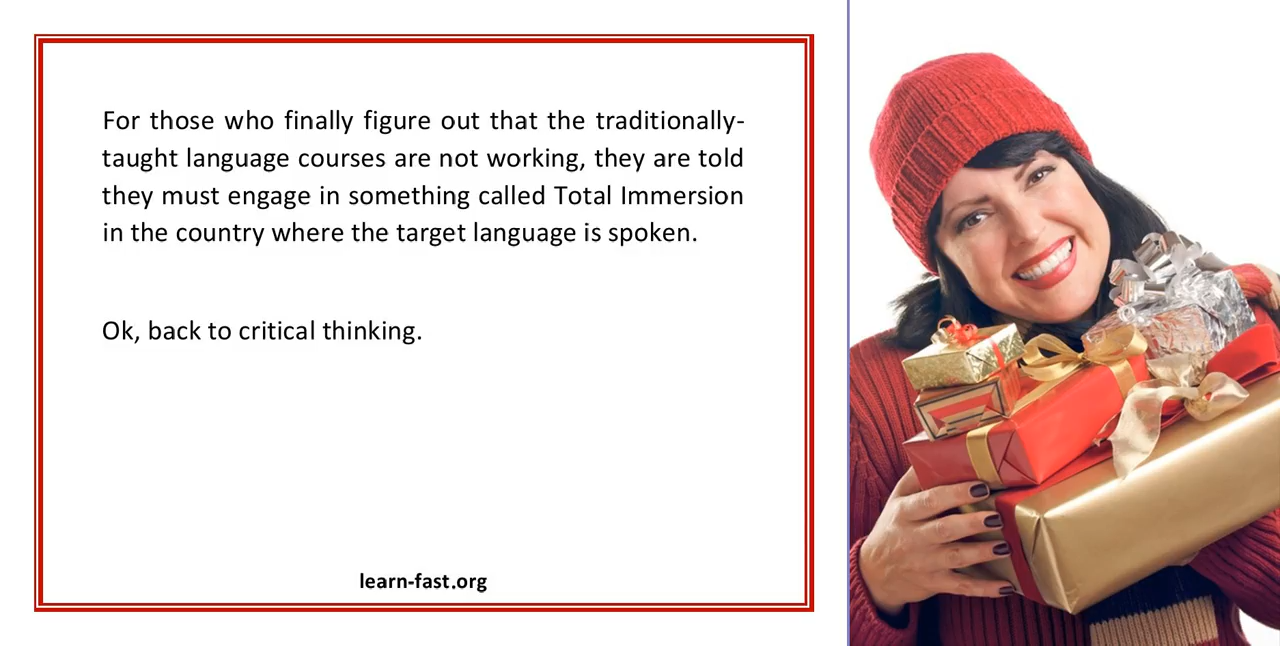 For those who finally figure out that the traditionally-
taught language courses are not working, they are told
they must engage in something called Total Immersion
in the country where the target language is spoken.
Ok, back to critical thinking.
learn-fast.org